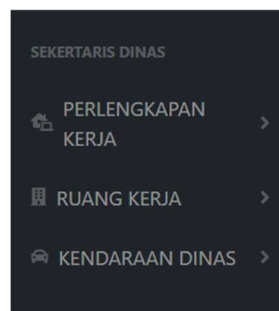 SEKERTARIS DINAS
PERLENGKAPAN
KERJA
RUANG KERJA
KENDARAAN DINAS